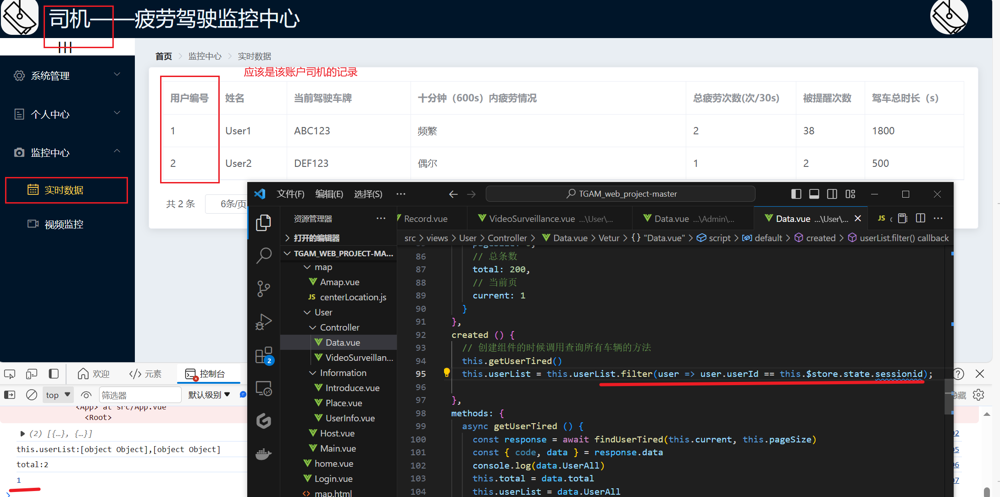 司机——疲劳驾驶监控中心
首页 > 监控中心 > 实时数据
应该是该账户司机的记录
系统管理
个人中心
监控中心
实时数据
视频监控
用户编号 姓名 当前驾驶车牌 十分钟（600s）内疲劳情况 总疲劳次数(次/30s) 被提醒次数 驾车总时长（s）
1 User1 ABC123 频繁 2 38 1800
2 User2 DEF123 偶尔 1 2 500
共 2 条 6条/页
文件(F) 编辑(E) 选择(S) ··· TGAM_web_project-master
资源管理器 ···
Record.vue VideoSurveillance.vue ...\User\... Data.vue ...\Admin\... Data.vue ...\User\... JS ···
src > views > User > Controller > Data.vue > Vetur > {} "Data.vue" > script > default > created > userList.filter() callback
打开的编辑器
TGAM_WEB_PROJECT-MA...
map
Amap.vue
JS centerLocation.js
User
Controller
Data.vue
VideoSurveillan...
Information
Introduce.vue
Place.vue
UserInfo.vue
Host.vue
Main.vue
home.vue
Login.vue
map.html
2
86 // 总条数
87 total: 200,
88 // 当前页
89 current: 1
90 }
91 },
92 created () {
93 // 创建组件的时候调用查询所有车辆的方法
94 this.getUserTired()
95 this.userList = this.userList.filter(user => user.userId == this.$store.state.sessionid);
96
97 },
98 methods: {
99 async getUserTired () {
100 const response = await findUserTired(this.current, this.pageSize)
101 const { code, data } = response.data
102 console.log(data.UserAll)
103 this.total = data.total
104 this.userList = data.UserAll
欢迎 </> 元素 控制台
top 筛选器 默认级别
<App> at src/App.vue
<Root>
(2) [{…}, {…}]
this.userList:[object Object],[object Object]
total:2
1